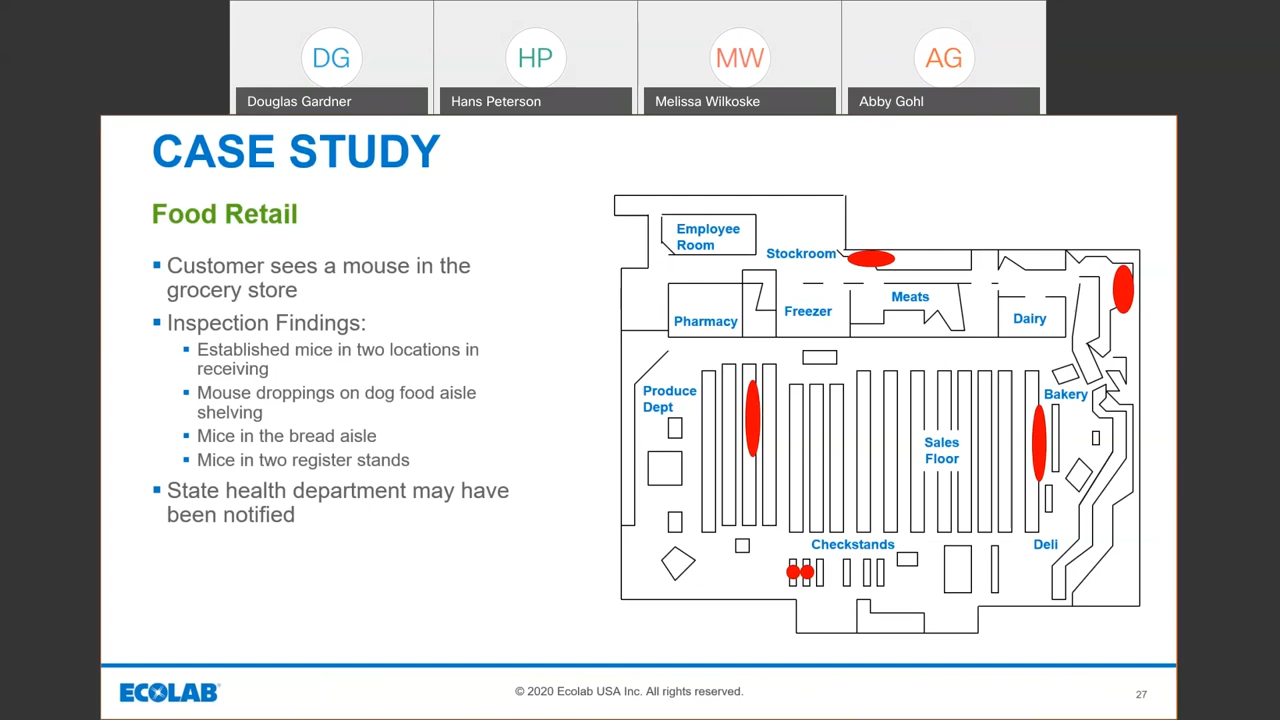 DG
HP
MW
AG
Douglas Gardner
Hans Peterson
Melissa Wilkoske
Abby Gohl
CASE STUDY
Food Retail
Customer sees a mouse in the
grocery store
Inspection Findings:
Established mice in two locations in
receiving
Mouse droppings on dog food aisle
shelving
Mice in the bread aisle
Mice in two register stands
State health department may have
been notified
Employee
Room
Stockroom
Pharmacy
Freezer
Meats
Dairy
Produce
Dept
Bakery
Sales
Floor
Checkstands
Deli
ECOLAB®
© 2020 Ecolab USA Inc. All rights reserved.
27